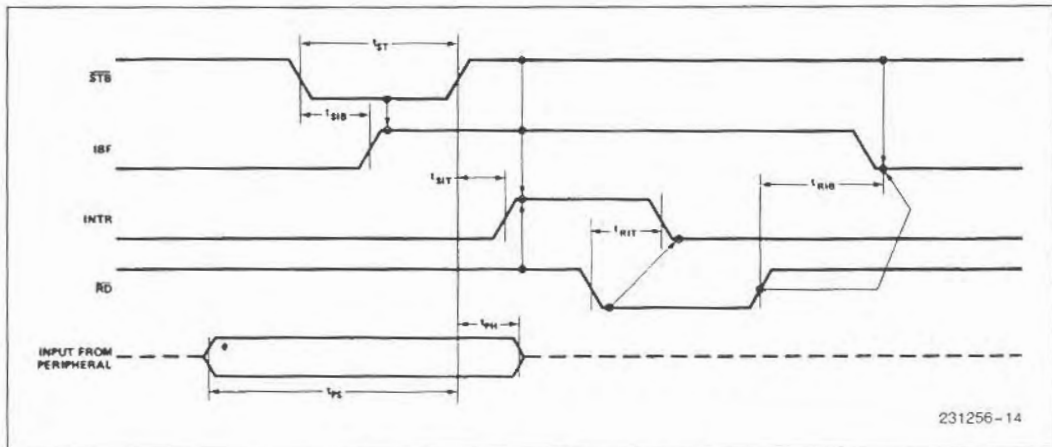 tST
STB
tSIB
IBF
tSIT
tRIB
INTR
tRIT
RD
tPH
INPUT FROM
PERIPHERAL
tPS
231256-14